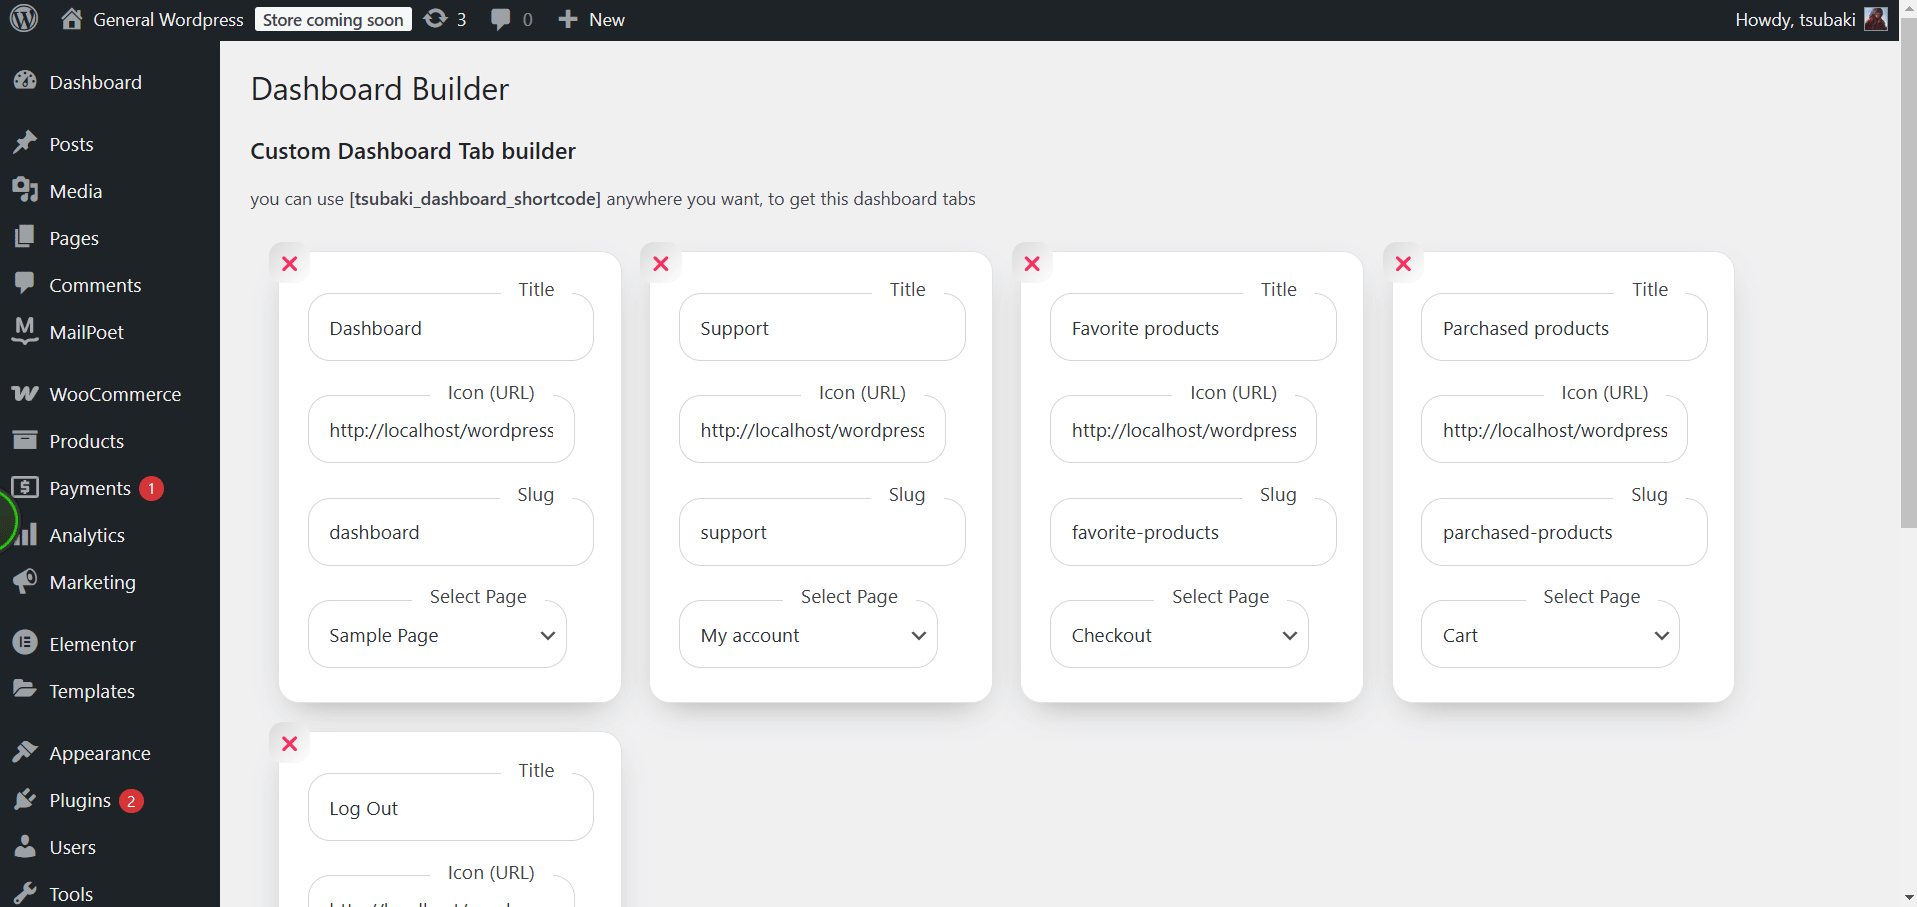 General Wordpress Store coming soon 3 0 New Howdy, tsubaki
Dashboard
Posts
Media
Pages
Comments
MailPoet
WooCommerce
Products
Payments 1
Analytics
Marketing
Elementor
Templates
Appearance
Plugins 2
Users
Tools
Dashboard Builder
Custom Dashboard Tab builder
you can use [tsubaki_dashboard_shortcode] anywhere you want, to get this dashboard tabs
Title
Dashboard
Icon (URL)
http://localhost/wordpress
Slug
dashboard
Select Page
Sample Page
Title
Support
Icon (URL)
http://localhost/wordpress
Slug
support
Select Page
My account
Title
Favorite products
Icon (URL)
http://localhost/wordpress
Slug
favorite-products
Select Page
Checkout
Title
Parchased products
Icon (URL)
http://localhost/wordpress
Slug
parchased-products
Select Page
Cart
Title
Log Out
Icon (URL)